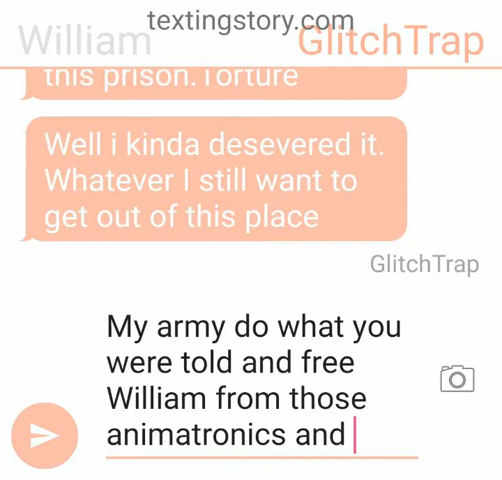 textingstory.com
William
GlitchTrap
this prison. Torture
Well i kinda desevered it.
Whatever I still want to
get out of this place
GlitchTrap
My army do what you
were told and free
William from those
animatronics and